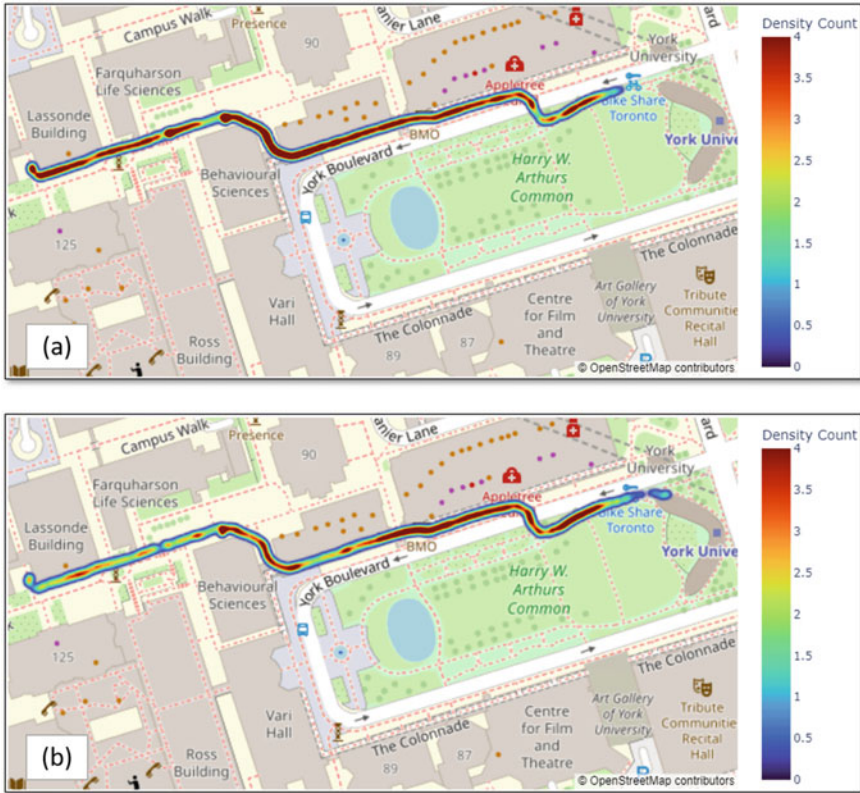 Campus Walk
Presence
90
anier Lane
York
University
ard
Farquharson
Life Sciences
Lassonde
Building
Appletree
Bike Share
Toronto
BMO
York Univer
Behavioural
Sciences
York Boulevard
Harry W.
Arthurs
Common
125
k
Vari
Hall
The Colonnade
Ross
Building
The Colonnade
89
87
Centre
for Film
and
Theatre
Art Gallery
of York
University
Tribute
Communities
Recital
Hall
(a)
© OpenStreetMap contributors
Density Count
4
3.5
3
2.5
2
1.5
1
0.5
0
Campus Walk
Presence
90
anier Lane
York
University
ard
Farquharson
Life Sciences
Lassonde
Building
Appletree
Bike Share
Toronto
BMO
York Univer
Behavioural
Sciences
York Boulevard
Harry W.
Arthurs
Common
125
k
Vari
Hall
The Colonnade
Ross
Building
The Colonnade
89
87
Centre
for Film
and
Theatre
Art Gallery
of York
University
Tribute
Communities
Recital
Hall
(b)
© OpenStreetMap contributors
Density Count
4
3.5
3
2.5
2
1.5
1
0.5
0